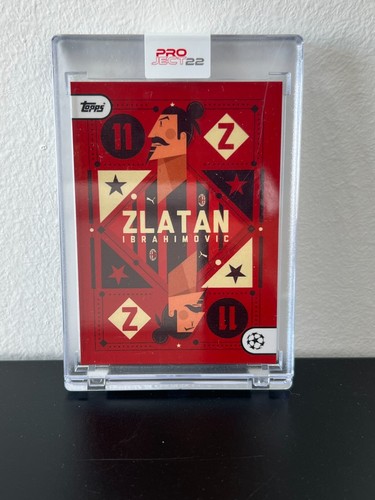 PRO
JECT22
Topps
11
Z
ZLATAN
IBRAHIMOVIC
Z
11